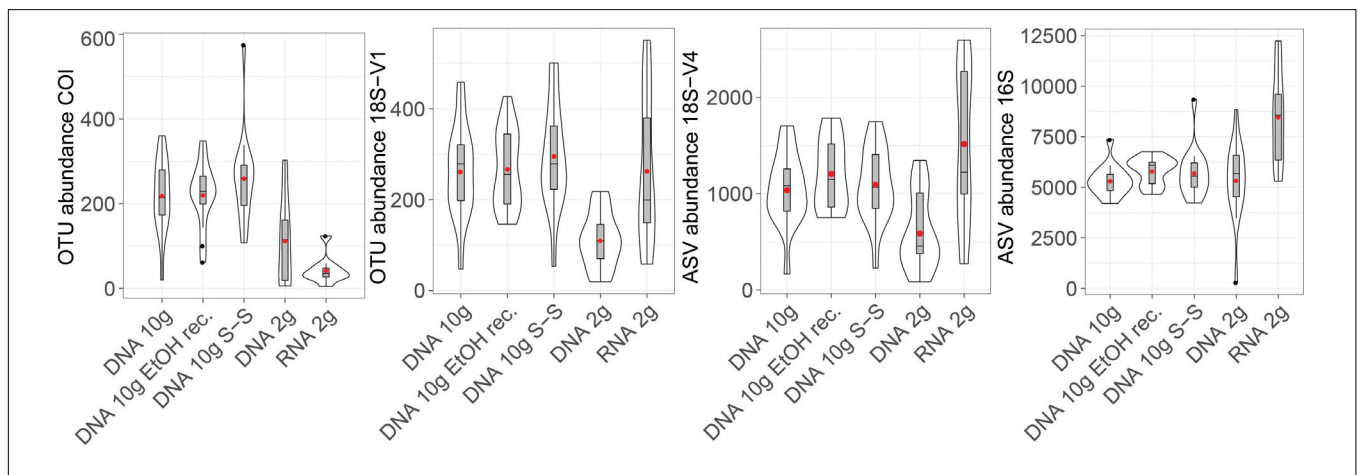 OTU abundance COI
600
400
200
0
DNA 10g
DNA 10g EtOH rec.
DNA 10g S-S
DNA 2g
RNA 2g
OTU abundance 18S-V1
400
200
0
DNA 10g
DNA 10g EtOH rec.
DNA 10g S-S
DNA 2g
RNA 2g
ASV abundance 18S-V4
2000
1000
0
DNA 10g
DNA 10g EtOH rec.
DNA 10g S-S
DNA 2g
RNA 2g
ASV abundance 16S
12500
10000
7500
5000
2500
0
DNA 10g
DNA 10g EtOH rec.
DNA 10g S-S
DNA 2g
RNA 2g